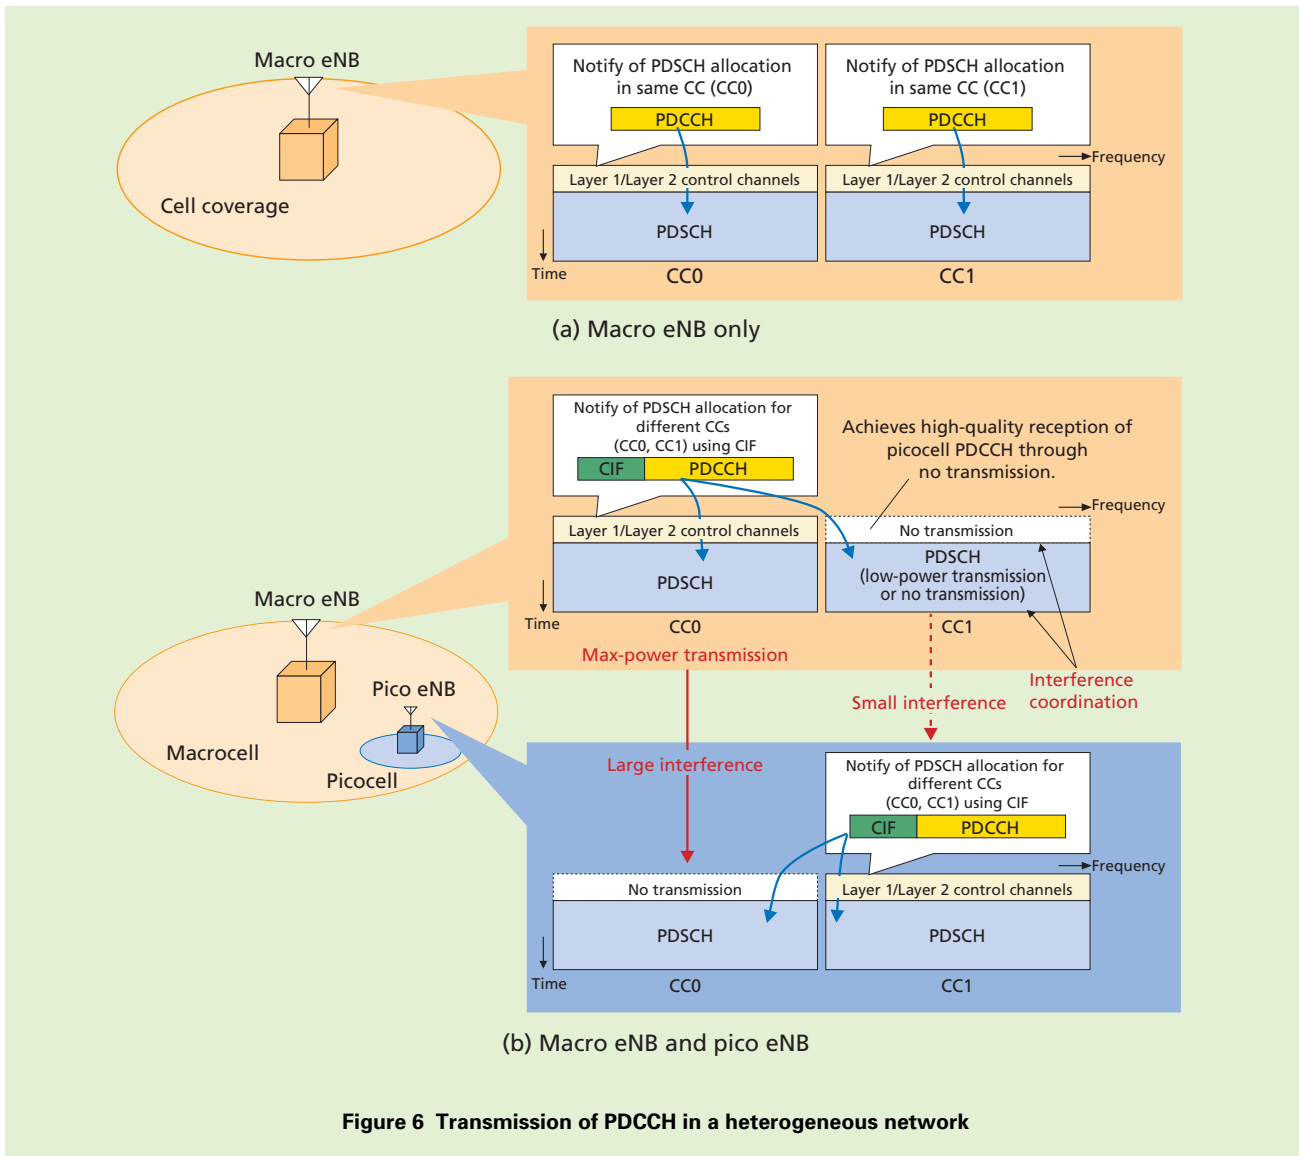 Macro eNB
Cell coverage
Notify of PDSCH allocation
in same CC (CC0)
PDCCH
Notify of PDSCH allocation
in same CC (CC1)
PDCCH
Frequency
Layer 1/Layer 2 control channels
Layer 1/Layer 2 control channels
PDSCH
PDSCH
Time
CC0
CC1
(a) Macro eNB only
Notify of PDSCH allocation for
different CCs
(CC0, CC1) using CIF
CIF
PDCCH
Achieves high-quality reception of
picocell PDCCH through
no transmission.
Frequency
Layer 1/Layer 2 control channels
No transmission
PDSCH
PDSCH
(low-power transmission
or no transmission)
Time
CC0
CC1
Max-power transmission
Interference
coordination
Small interference
Macro eNB
Pico eNB
Macrocell
Picocell
Large interference
Notify of PDSCH allocation for
different CCs
(CC0, CC1) using CIF
CIF
PDCCH
Frequency
No transmission
Layer 1/Layer 2 control channels
PDSCH
PDSCH
Time
CC0
CC1
(b) Macro eNB and pico eNB
Figure 6 Transmission of PDCCH in a heterogeneous network